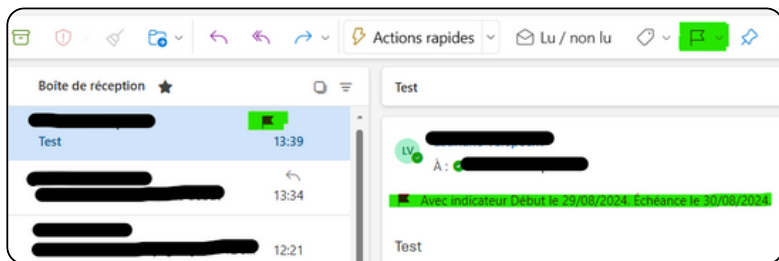 Actions rapides Lu / non lu
Boîte de réception
Test
Test 13:39
LV
À :
13:34
Avec indicateur Début le 29/08/2024. Échéance le 30/08/2024.
Test
12:21